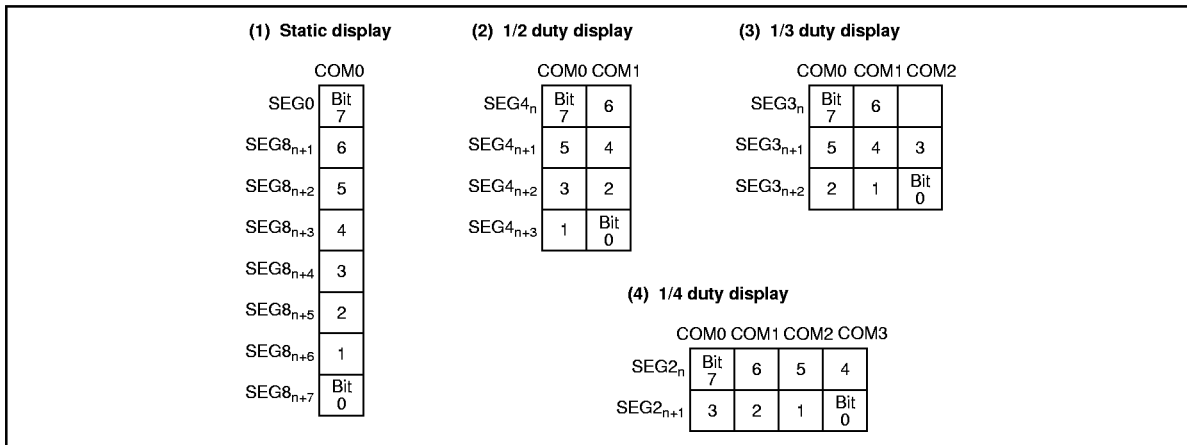 (1) Static display
COM0
SEG0 Bit 7
SEG8n+1 6
SEG8n+2 5
SEG8n+3 4
SEG8n+4 3
SEG8n+5 2
SEG8n+6 1
SEG8n+7 Bit 0
(2) 1/2 duty display
COM0 COM1
SEG4n Bit 7 6
SEG4n+1 5 4
SEG4n+2 3 2
SEG4n+3 1 Bit 0
(3) 1/3 duty display
COM0 COM1 COM2
SEG3n Bit 7 6
SEG3n+1 5 4 3
SEG3n+2 2 1 Bit 0
(4) 1/4 duty display
COM0 COM1 COM2 COM3
SEG2n Bit 7 6 5 4
SEG2n+1 3 2 1 Bit 0